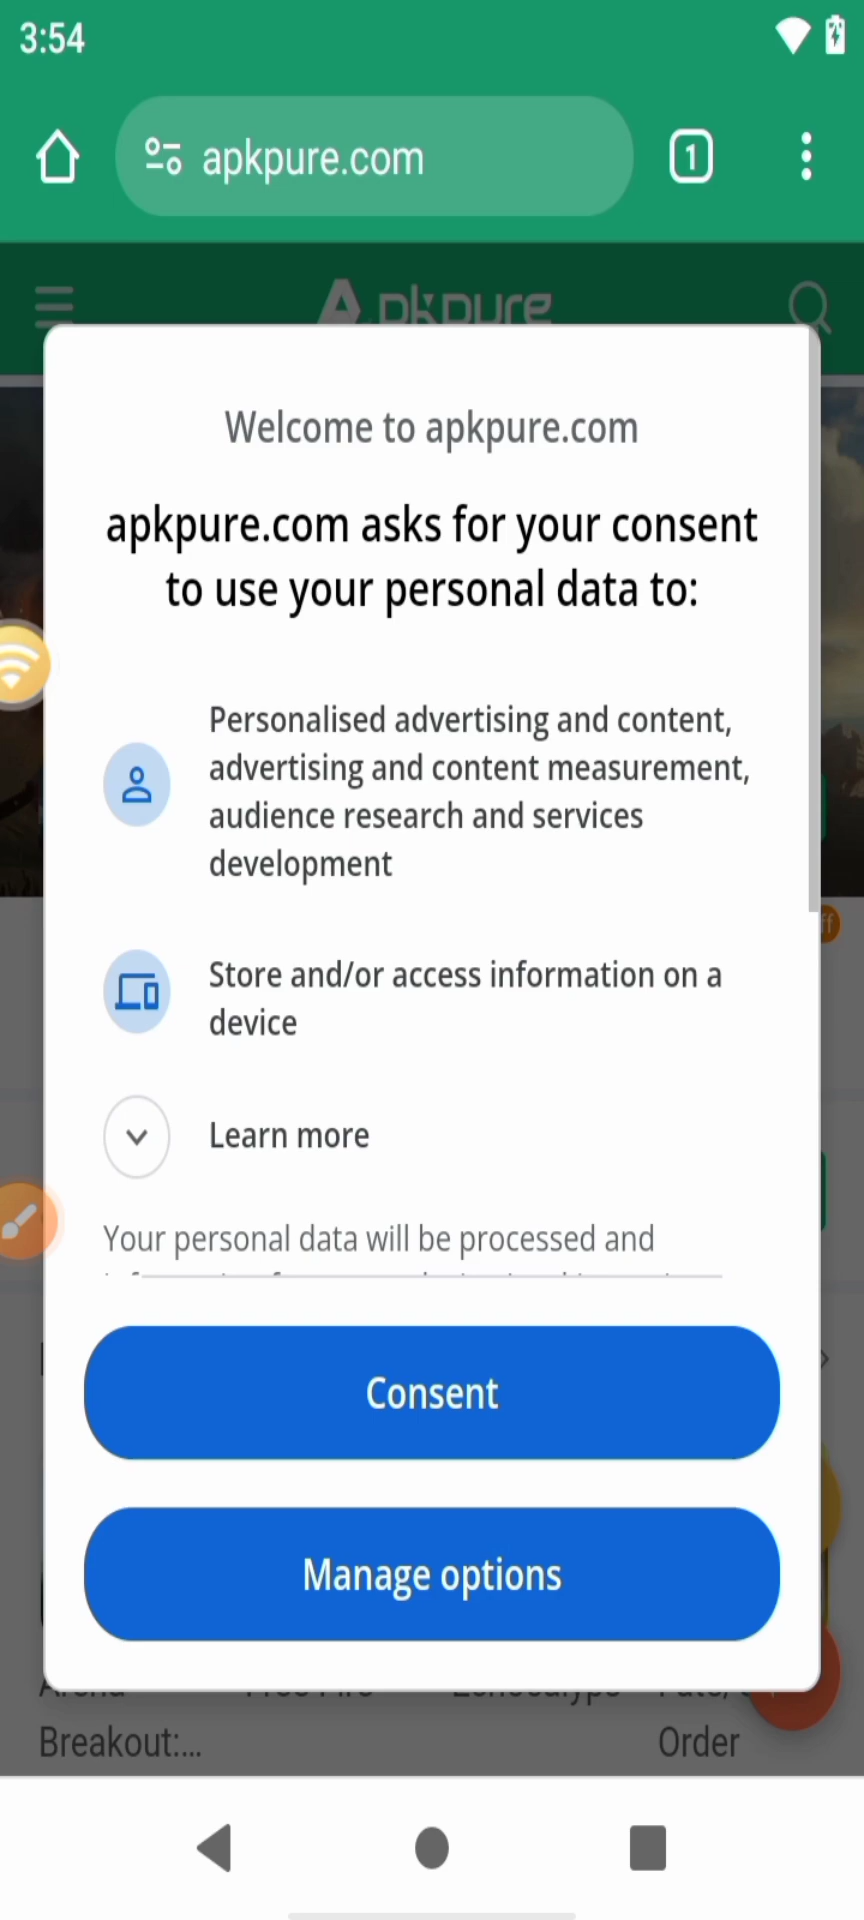 3:54
apkpure.com
1
Apkpure
Welcome to apkpure.com
apkpure.com asks for your consent
to use your personal data to:
Personalised advertising and content,
advertising and content measurement,
audience research and services
development
Store and/or access information on a
device
Learn more
Your personal data will be processed and
Consent
Manage options
Breakout:...
Order